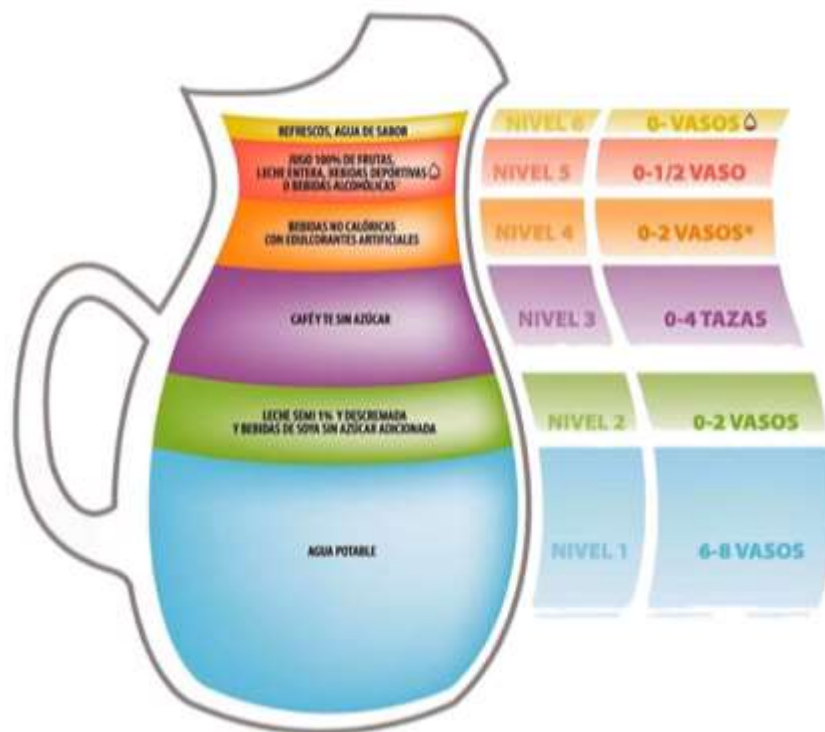 REFRESCOS, AGUA DE SABOR
NIVEL 6
0- VASOS
JUGO 100% DE FRUTAS,
LECHE ENTERA, BEBIDAS DEPORTIVAS
O BEBIDAS ALCOHÓLICAS
NIVEL 5
0-1/2 VASO
BEBIDAS NO CALÓRICAS
CON EDULCORANTES ARTIFICIALES
NIVEL 4
0-2 VASOS*
CAFÉ Y TE SIN AZÚCAR
NIVEL 3
0-4 TAZAS
LECHE SEMI 1% Y DESCREMADA
Y BEBIDAS DE SOYA SIN AZÚCAR ADICIONADA
NIVEL 2
0-2 VASOS
AGUA POTABLE
NIVEL 1
6-8 VASOS